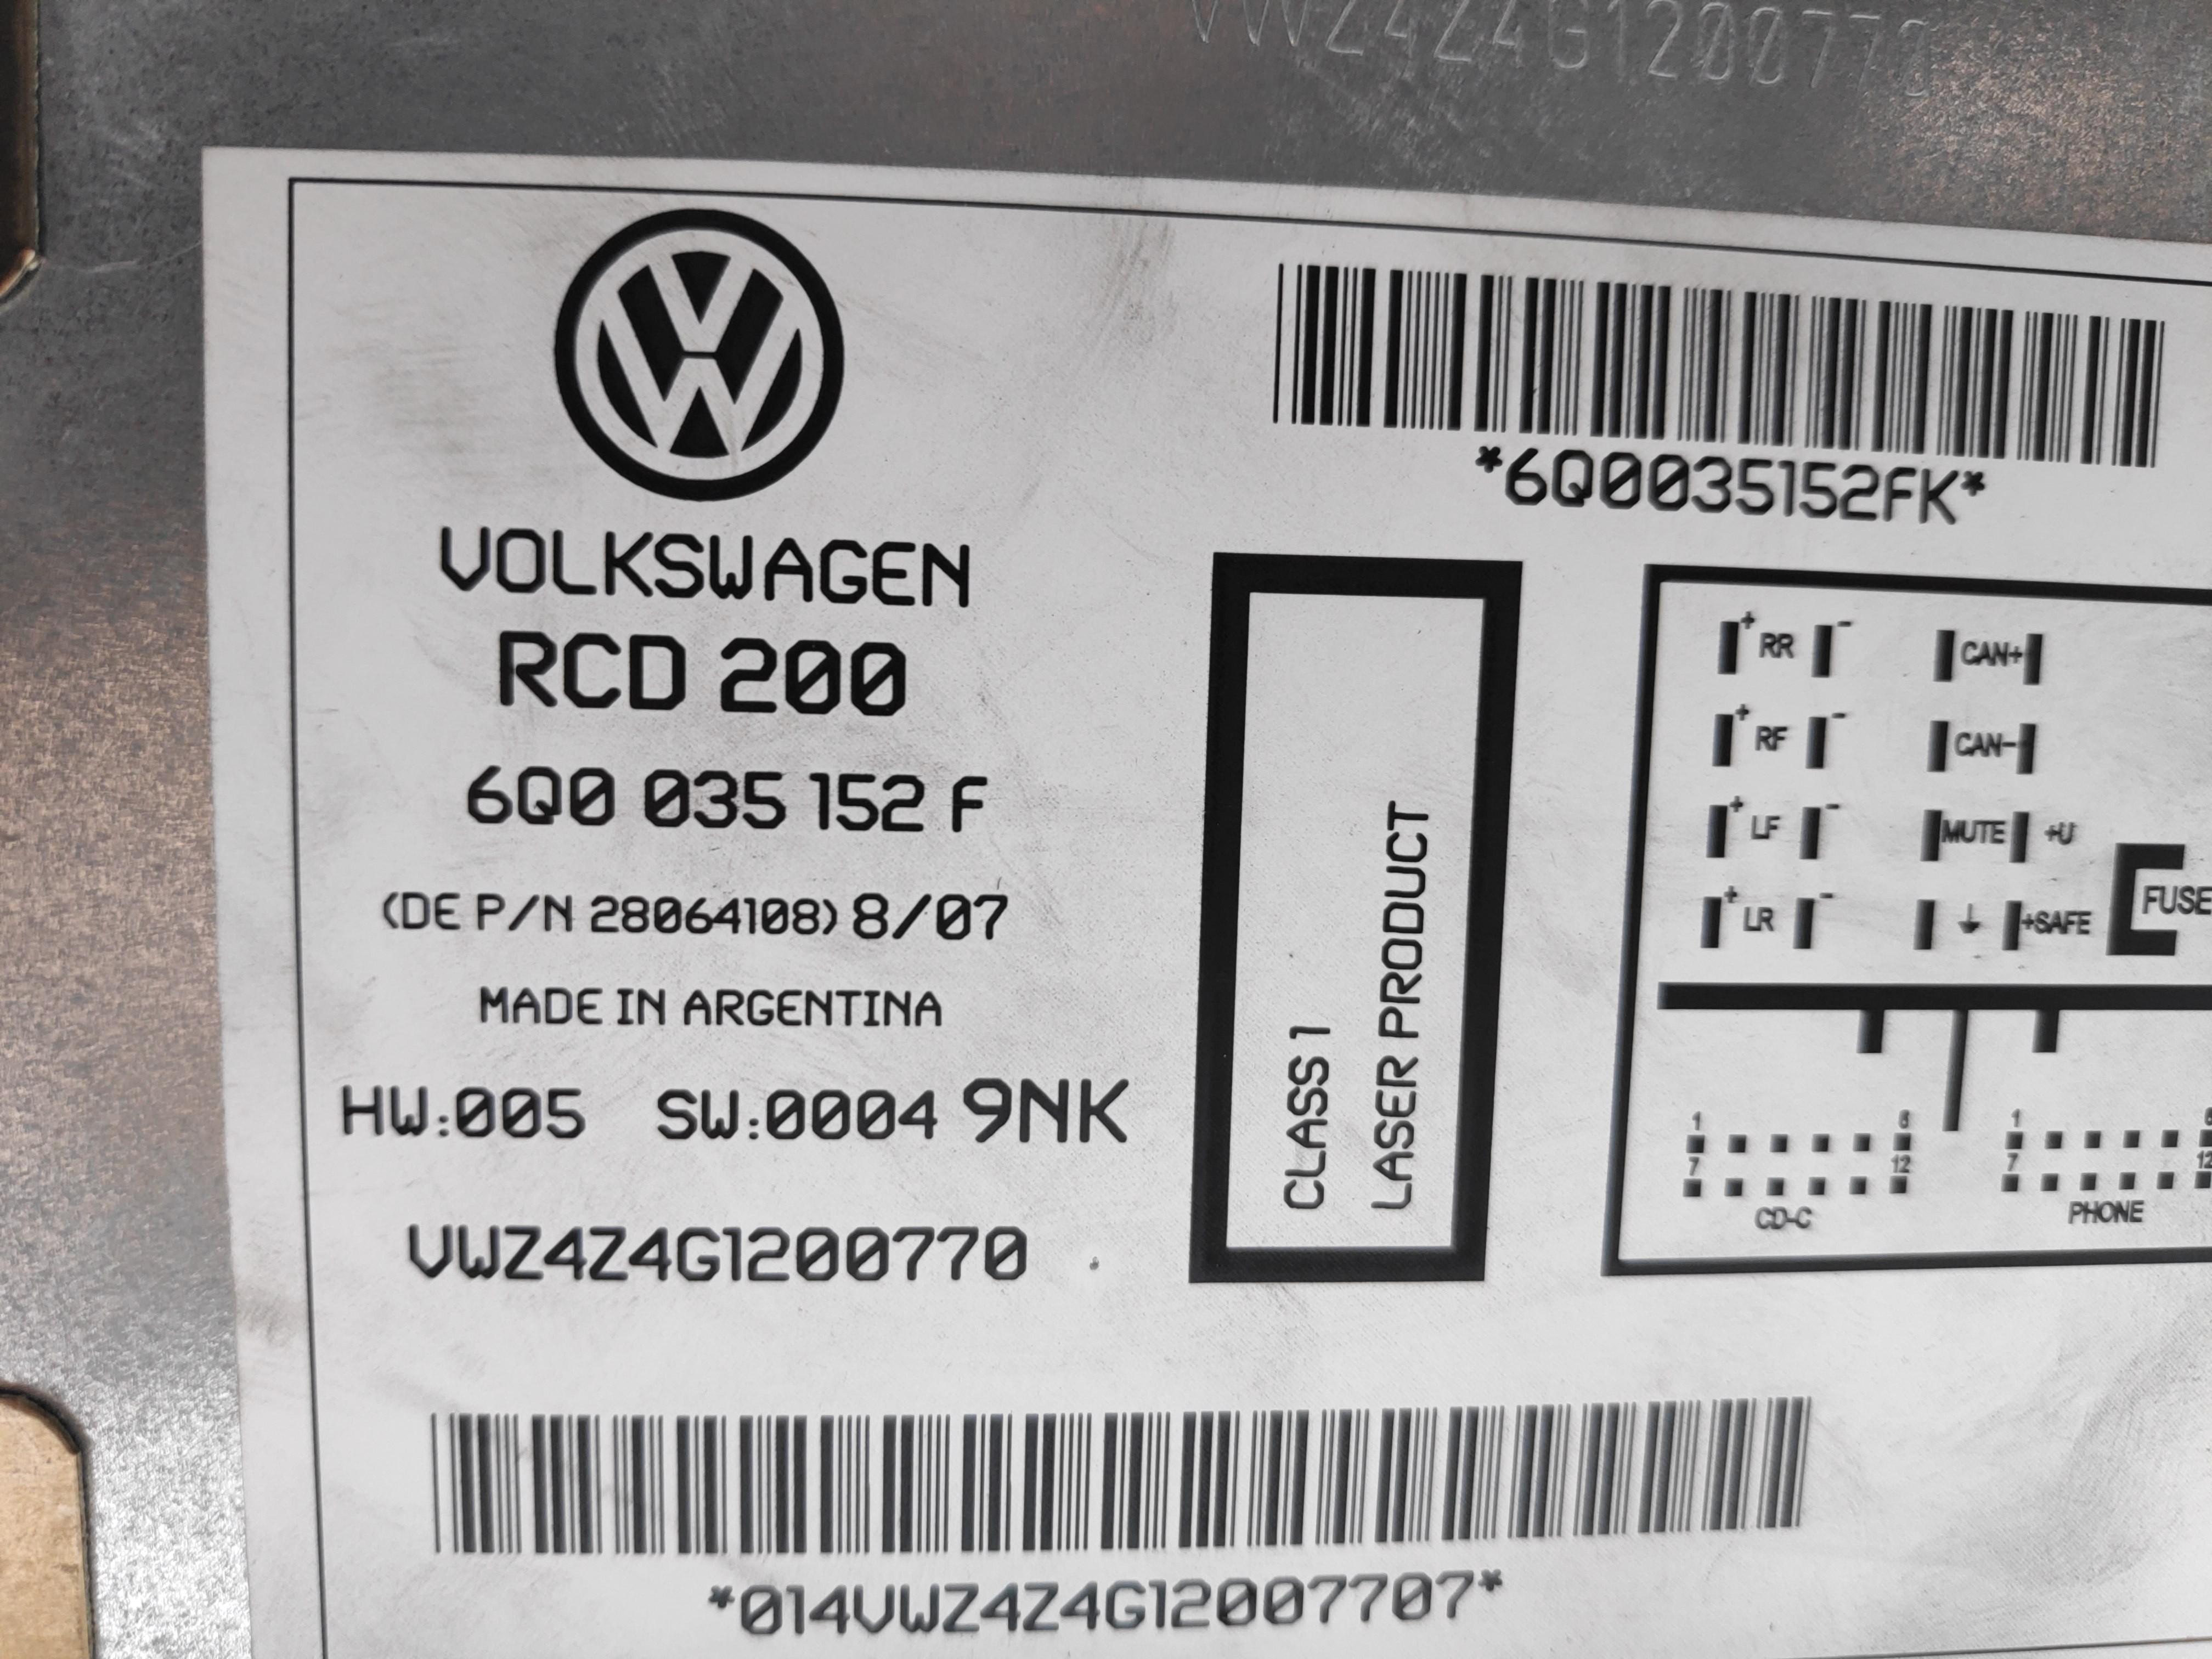 VWZ4Z4G1200770
VOLKSWAGEN
RCD 200
6Q0 035 152 F
(DE P/N 28064108) 8/07
MADE IN ARGENTINA
HW:005 SW:0004 9NK
VWZ4Z4G1200770
*014VWZ4Z4G12007707*
*6Q0035152FK*
CLASS 1
LASER PRODUCT
+ RR - CAN+
+ RF - CAN-
+ LF - MUTE +U
+ LR - +SAFE
FUSE
1 6
7 12
CD-C
1 6
7 12
PHONE